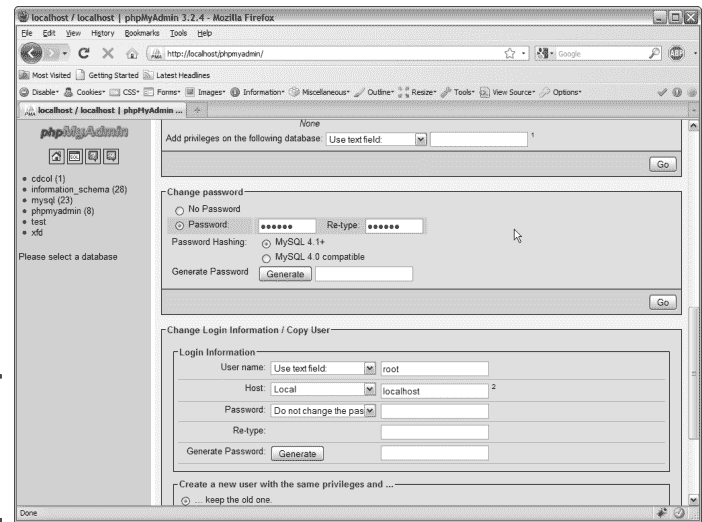 localhost / localhost | phpMyAdmin 3.2.4 - Mozilla Firefox
File Edit View History Bookmarks Tools Help
http://localhost/phpmyadmin/
Google
ABP
Most Visited Getting Started Latest Headlines
Disable Cookies CSS Forms Images Information Miscellaneous Outline Resize Tools View Source Options
localhost / localhost | phpMyAdmin ...
phpMyAdmin
cdcol (1)
information_schema (28)
mysql (23)
phpmyadmin (8)
test
xfd
Please select a database
None
Add privileges on the following database: Use text field: 1
Go
Change password
No Password
Password: •••••• Re-type: ••••••
Password Hashing: MySQL 4.1+
MySQL 4.0 compatible
Generate Password Generate
Go
Change Login Information / Copy User
Login Information
User name: Use text field: root
Host: Local localhost 2
Password: Do not change the pas
Re-type:
Generate Password: Generate
Create a new user with the same privileges and ...
... keep the old one.
Done